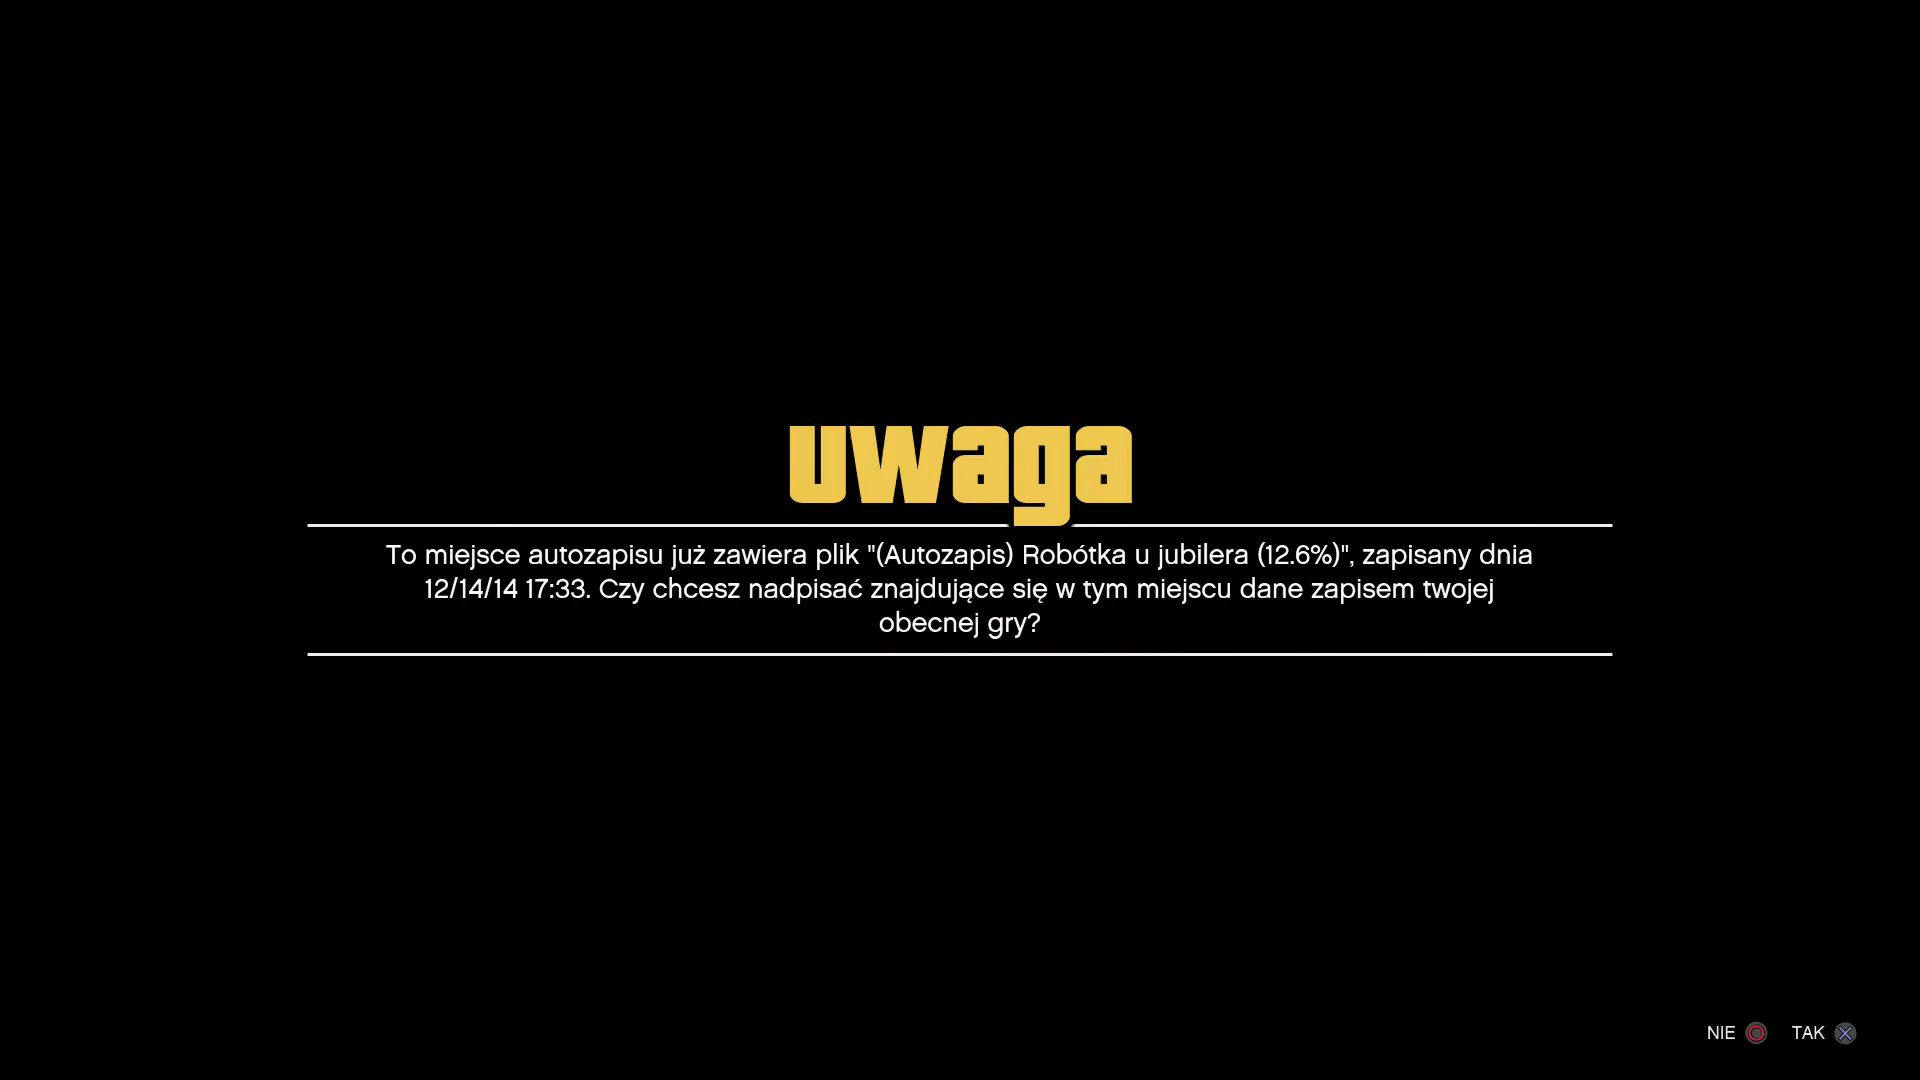 uwaga
To miejsce autozapisu już zawiera plik "(Autozapis) Robótka u jubilera (12.6%)", zapisany dnia
12/14/14 17:33. Czy chcesz nadpisać znajdujące się w tym miejscu dane zapisem twojej
obecnej gry?
NIE TAK